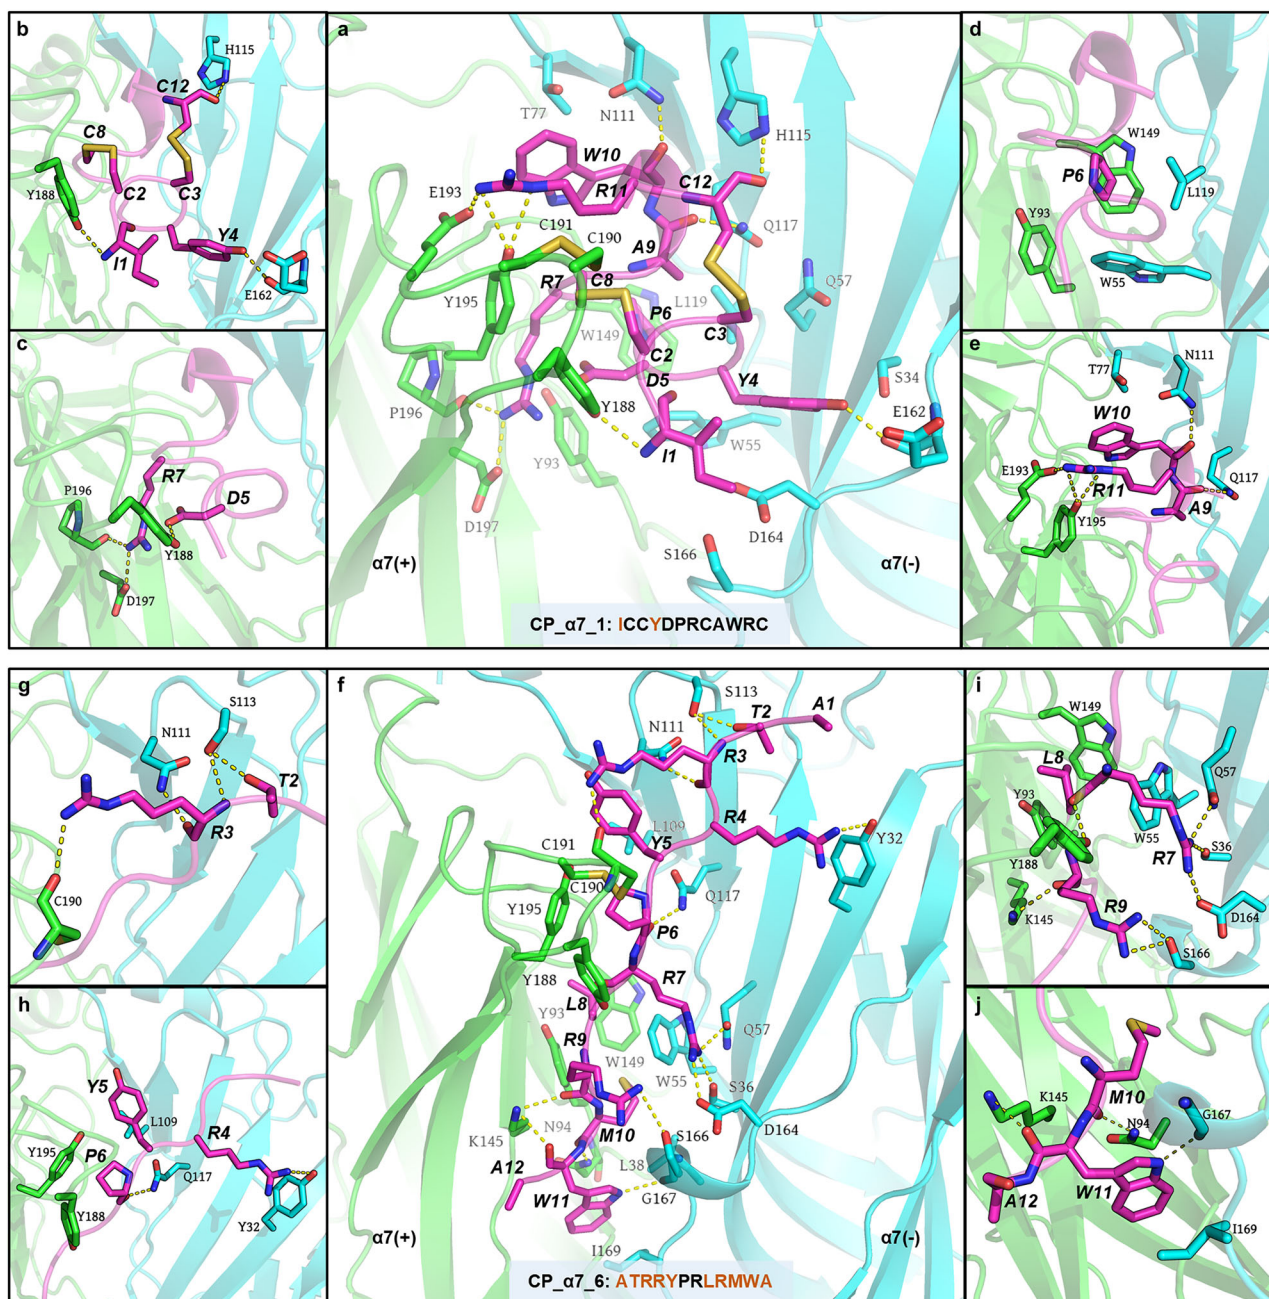 b
H115
C12
C8
Y188
C2
C3
Y4
I1
E162
c
R7
P196
D5
Y188
D197
a
T77
N111
H115
W10
R11
C12
E193
C191
C190
Q117
A9
R7
C8
Y195
L119
Q57
P6
W149
C3
C2
D5
Y4
S34
P196
Y188
E162
Y93
I1
W55
D197
D164
S166
α7(+)
α7(-)
CP_α7_1: ICCYDPRCAWRC
d
W149
P6
L119
Y93
W55
e
N111
T77
W10
E193
Q117
R11
A9
Y195
g
S113
N111
T2
R3
C190
h
Y5
L109
R4
Y195
P6
Q117
Y188
Y32
f
S113
T2
A1
N111
R3
R4
L109
Y5
Y32
C191
C190
Q117
Y195
P6
Y188
R7
L8
Y93
Q57
R9
W149
W55
S36
M10
D164
K145
N94
S166
A12
L38
W11
G167
I169
α7(+)
α7(-)
CP_α7_6: ATRRYPRLRMWA
i
W149
L8
Q57
Y93
W55
S36
Y188
R7
R9
D164
K145
S166
j
M10
K145
G167
N94
W11
A12
I169